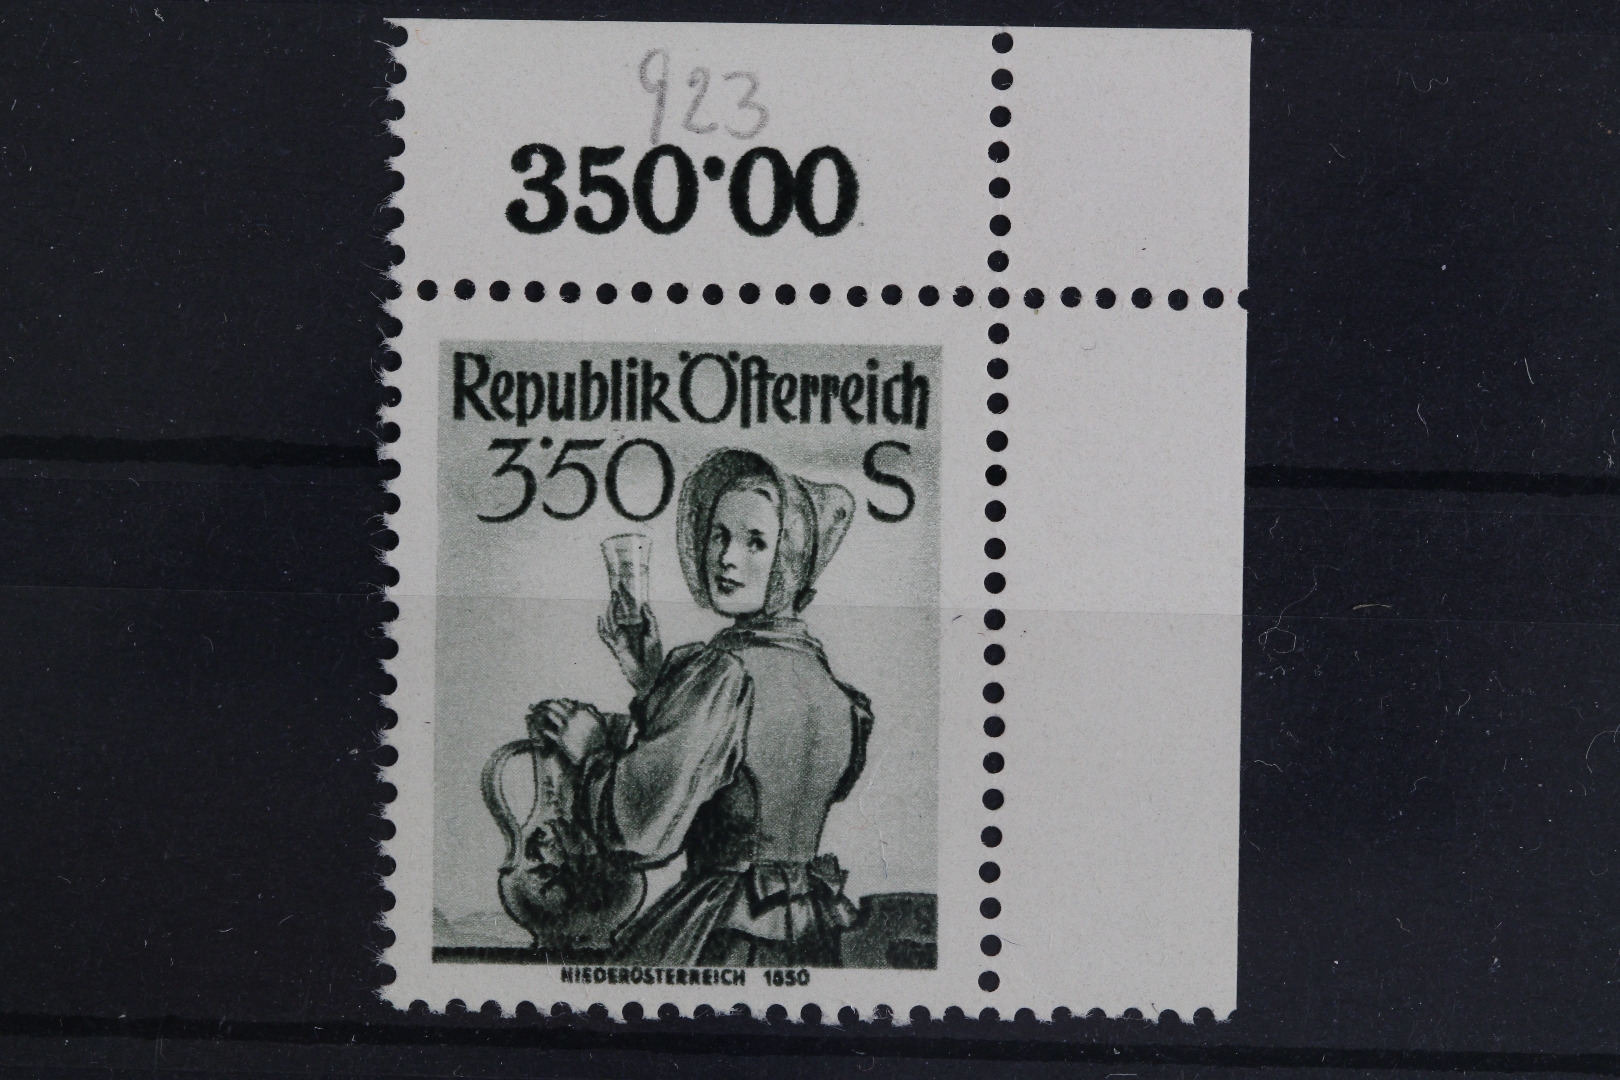 923
350·00
Republik Öſterreich
3·50 S
NIEDERÖSTERREICH 1850